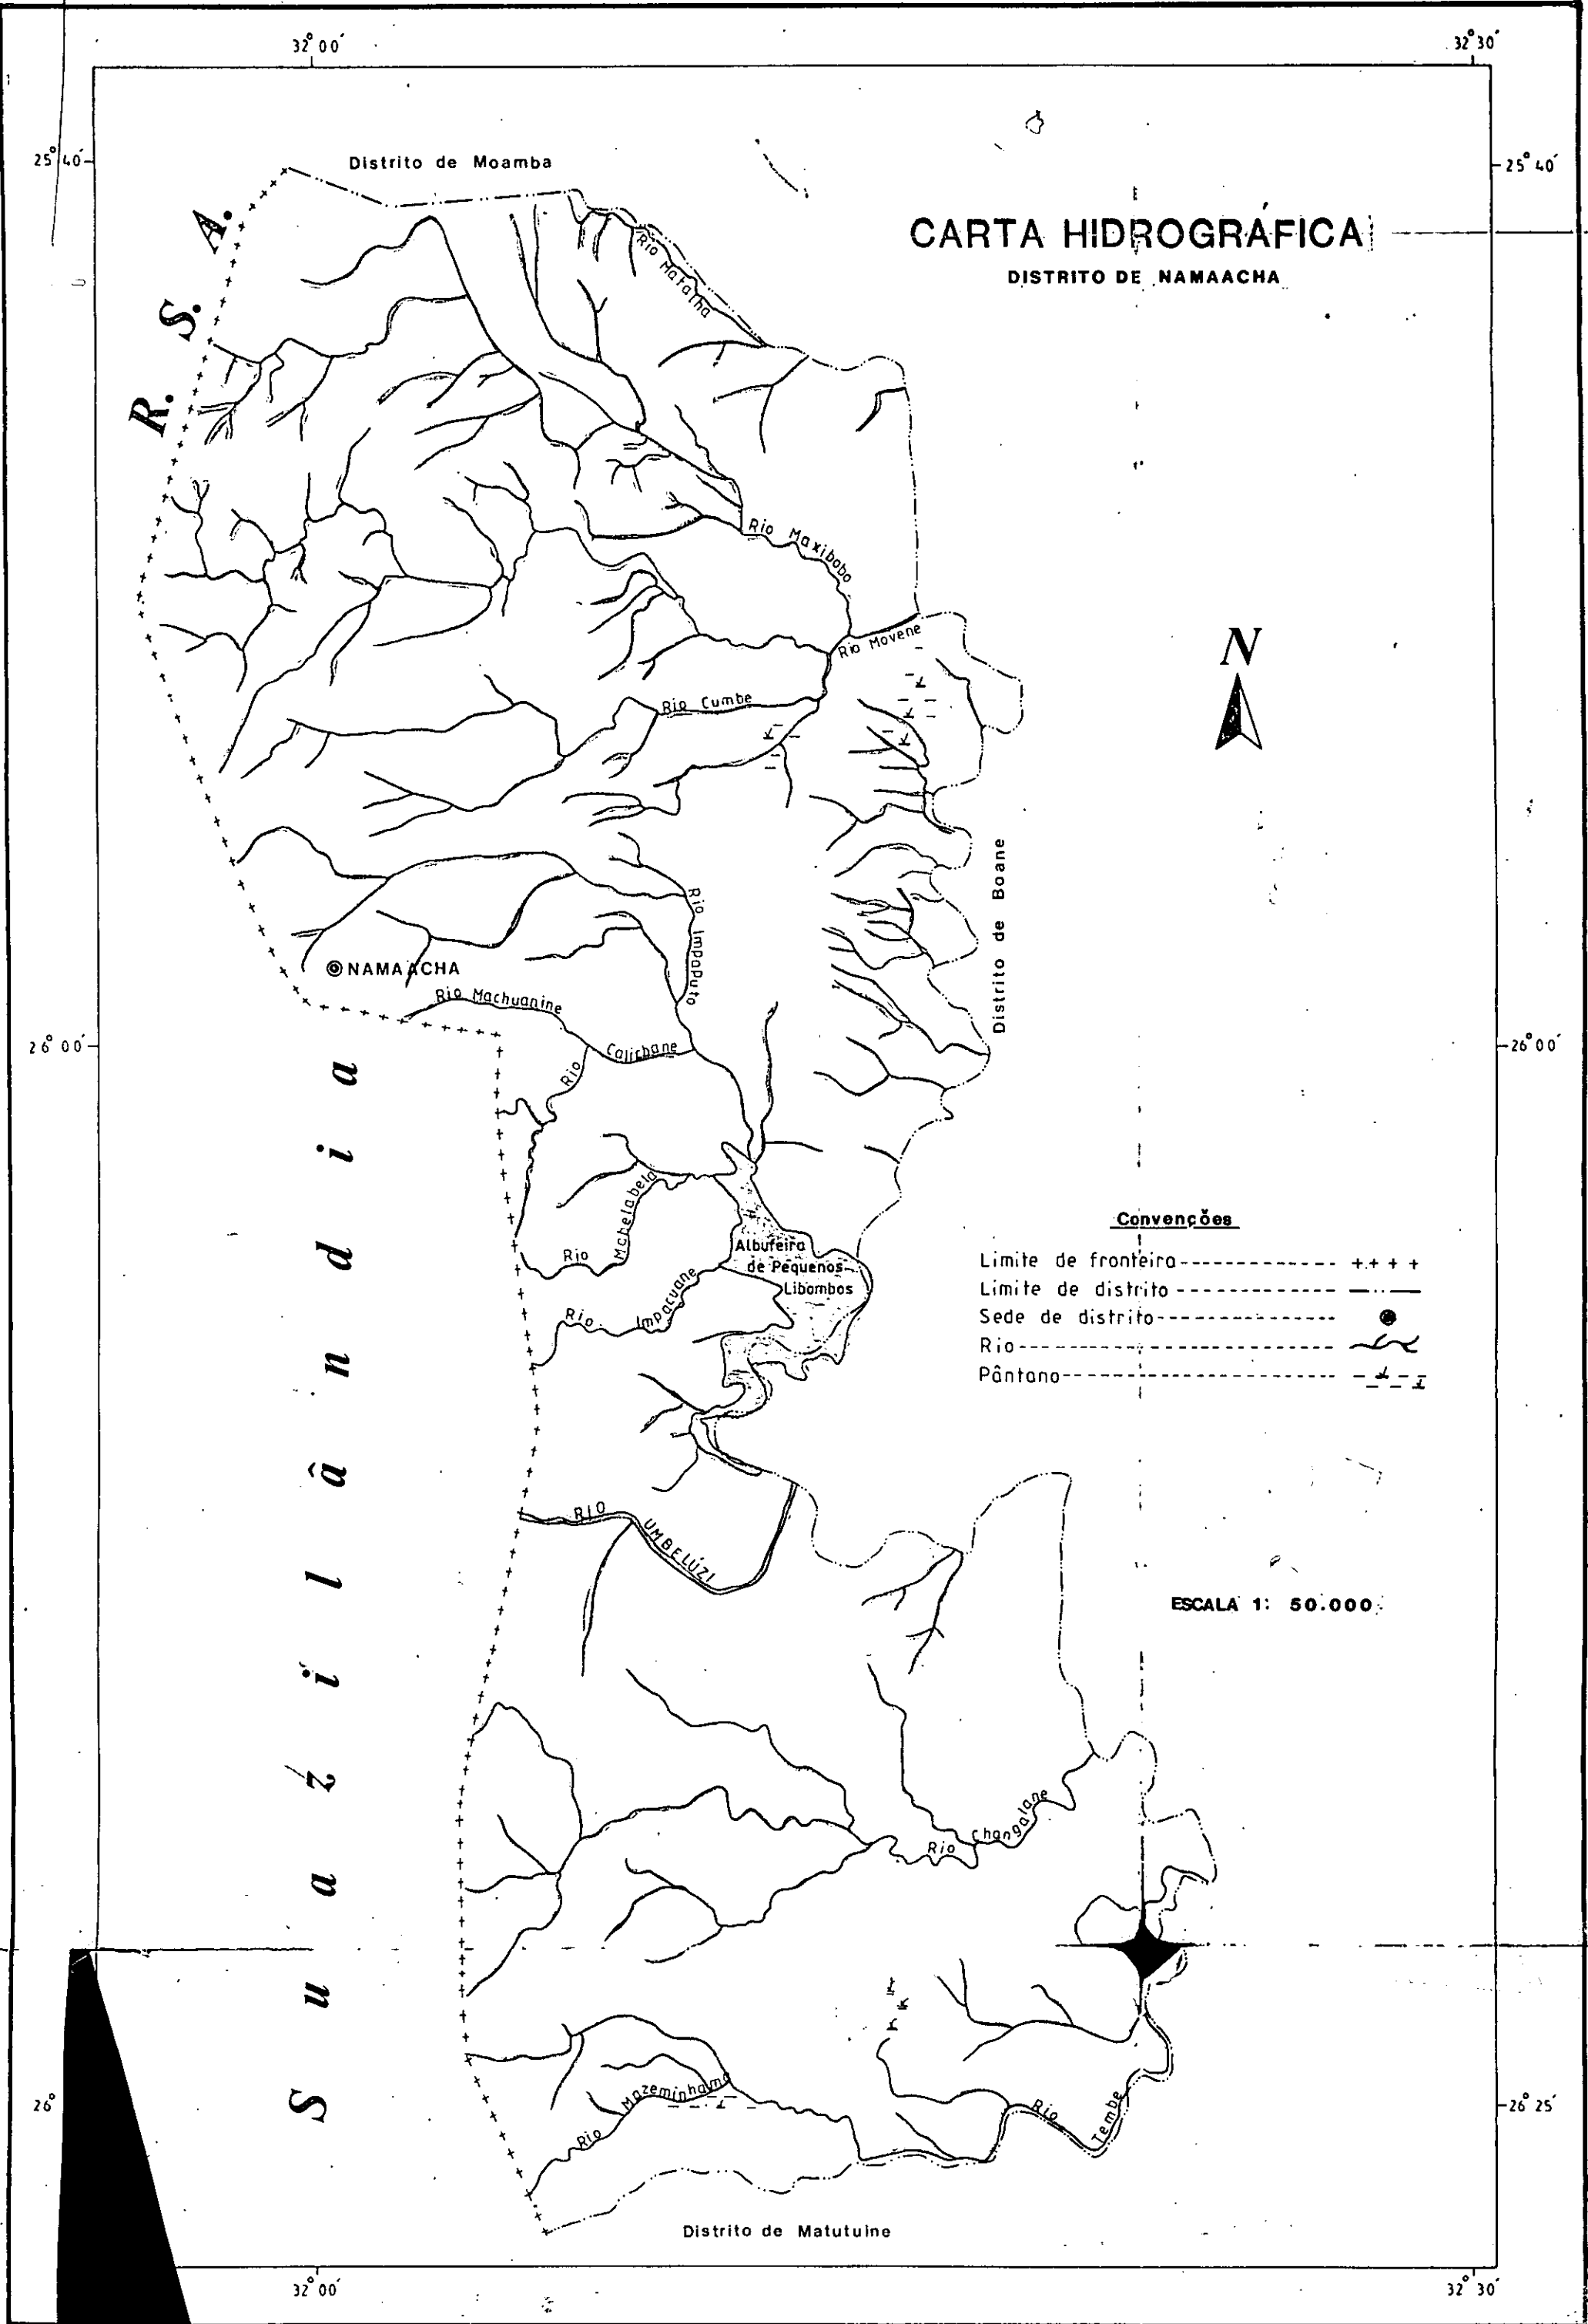 32° 00′
32° 30′
25° 40′
Distrito de Moamba
25° 40′
CARTA HIDROGRÁFICA
DISTRITO DE NAMAACHA
R. S. A.
Rio Matalha
Rio Maxibobo
Rio Movene
N
Rio Cumbe
Rio Impaputo
Distrito de Boane
NAMAACHA
Rio Machuanine
26° 00′
Rio Calichane
26° 00′
Suazilândia
Rio Mabelabela
Albufeira
de Pequenos
Libombos
Rio Impacuane
Convenções
Limite de fronteira
Limite de distrito
Sede de distrito
Rio
Pântano
RIO UMBELÚZI
ESCALA 1: 50.000
Rio Changalane
Rio Mazeminhama
Rio Tembe
26°
26° 25′
Distrito de Matutuine
32° 00′
32° 30′